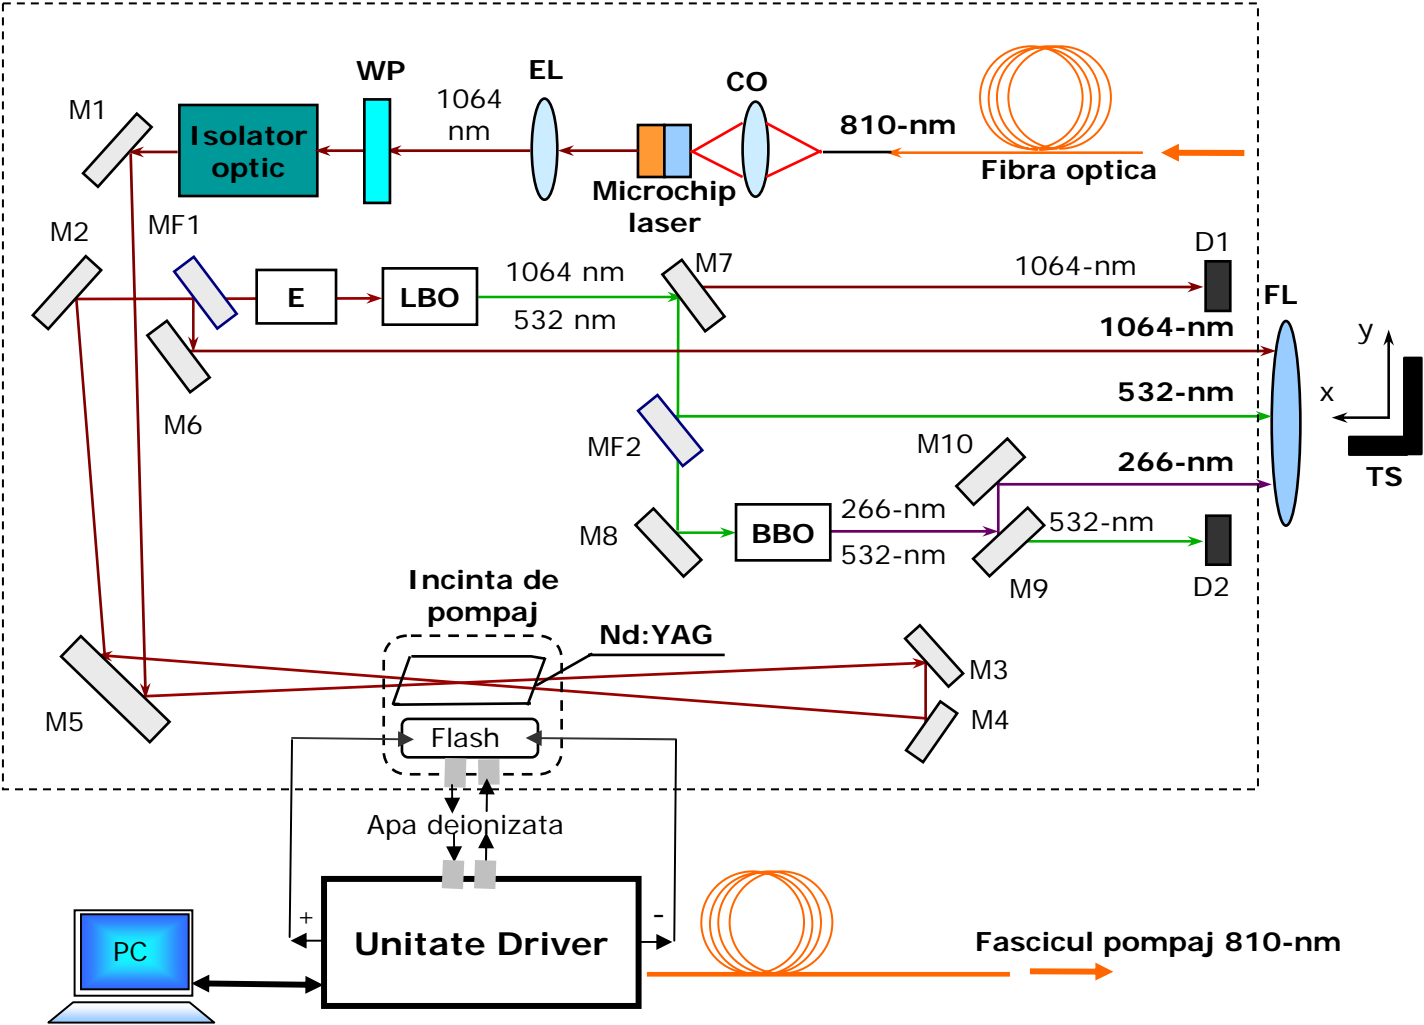 WP
EL
CO
M1
1064
nm
810-nm
Isolator
optic
Fibra optica
Microchip
laser
M2
MF1
M7
D1
1064 nm
1064-nm
E
LBO
FL
532 nm
1064-nm
y
x
532-nm
M6
MF2
M10
266-nm
TS
266-nm
532-nm
M8
BBO
532-nm
M9
D2
Incinta de
pompaj
Nd:YAG
M3
M5
M4
Flash
Apa deionizata
+
-
Unitate Driver
PC
Fascicul pompaj 810-nm